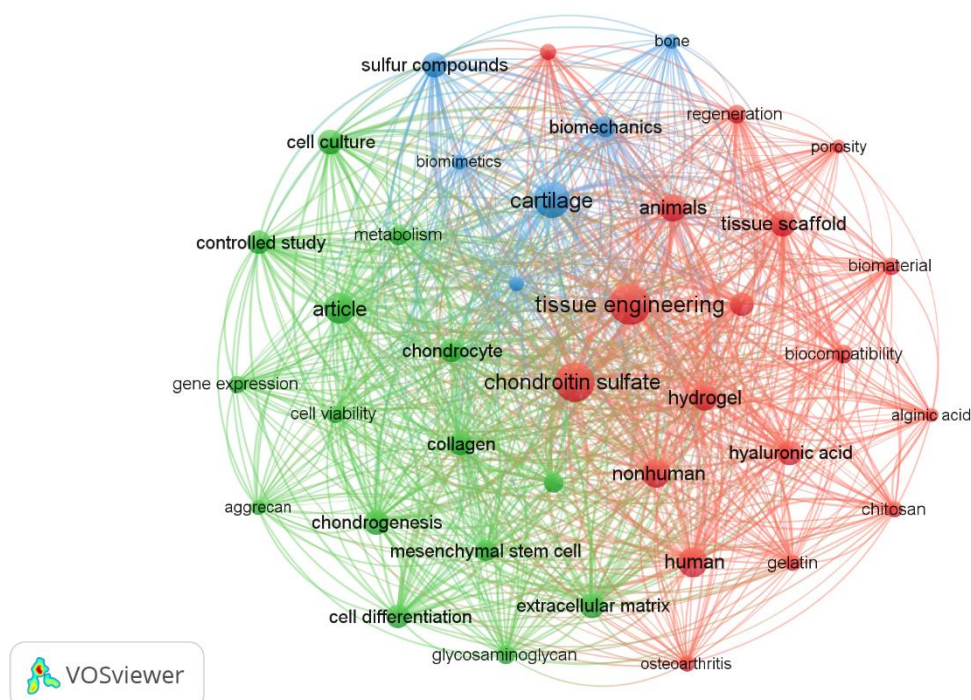 bone
sulfur compounds
regeneration
biomechanics
cell culture
porosity
biomimetics
cartilage
animals
tissue scaffold
metabolism
controlled study
biomaterial
tissue engineering
article
chondrocyte
biocompatibility
chondroitin sulfate
gene expression
hydrogel
cell viability
alginic acid
collagen
hyaluronic acid
nonhuman
aggrecan
chitosan
chondrogenesis
mesenchymal stem cell
human
gelatin
extracellular matrix
cell differentiation
glycosaminoglycan
osteoarthritis
VOSviewer